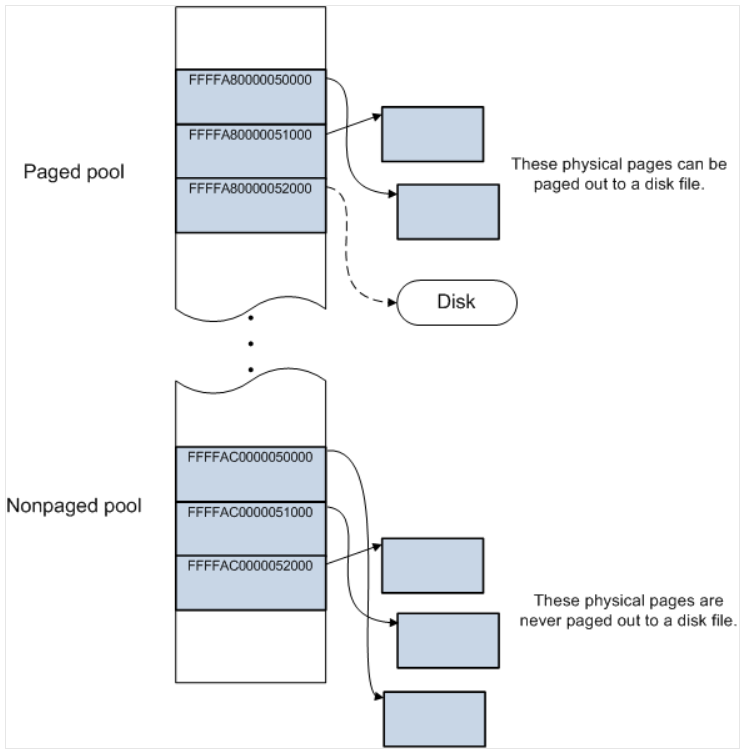 FFFFA80000050000
FFFFA80000051000
Paged pool
FFFFA80000052000
These physical pages can be
paged out to a disk file.
Disk
FFFFAC0000050000
Nonpaged pool
FFFFAC0000051000
FFFFAC0000052000
These physical pages are
never paged out to a disk file.